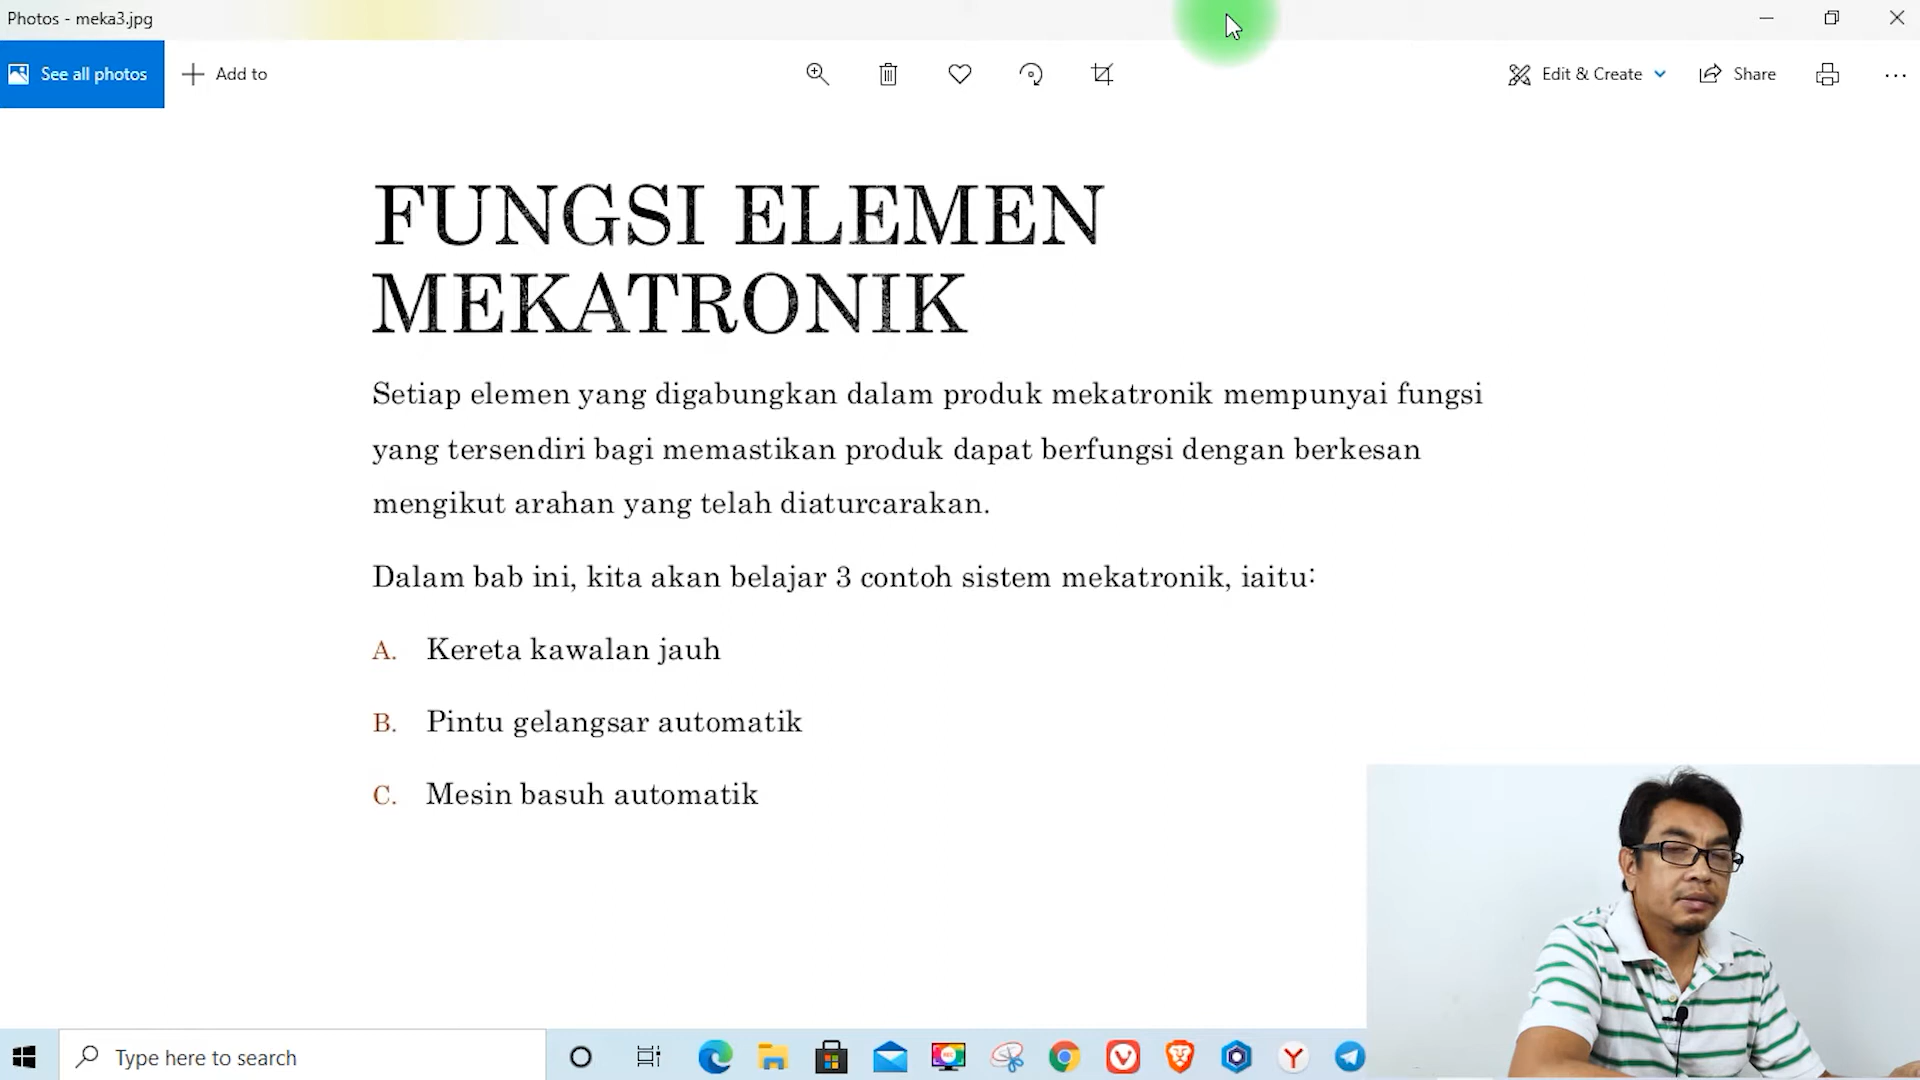 Photos - meka3.jpg
See all photos
Add to
Edit & Create
Share
FUNGSI ELEMEN
MEKATRONIK
Setiap elemen yang digabungkan dalam produk mekatronik mempunyai fungsi
yang tersendiri bagi memastikan produk dapat berfungsi dengan berkesan
mengikut arahan yang telah diaturcarakan.
Dalam bab ini, kita akan belajar 3 contoh sistem mekatronik, iaitu:
A. Kereta kawalan jauh
B. Pintu gelangsar automatik
C. Mesin basuh automatik
Type here to search